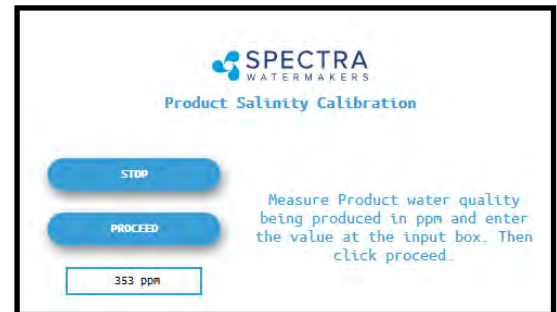 SPECTRA
WATERMAKERS
Product Salinity Calibration
STOP
PROCEED
353 ppm
Measure Product water quality
being produced in ppm and enter
the value at the input box. Then
click proceed.